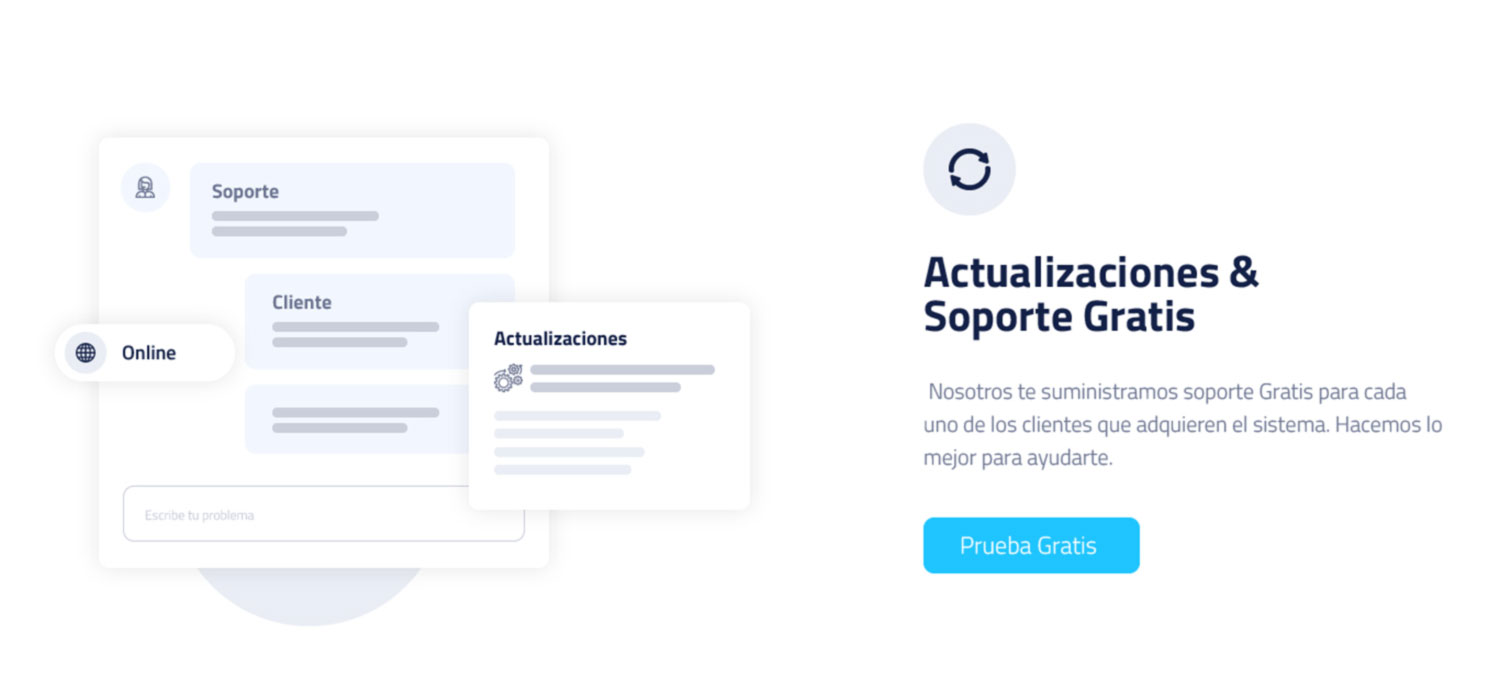 Soporte
Cliente
Online
Actualizaciones
Escribe tu problema
Actualizaciones &
Soporte Gratis
Nosotros te suministramos soporte Gratis para cada
uno de los clientes que adquieren el sistema. Hacemos lo
mejor para ayudarte.
Prueba Gratis